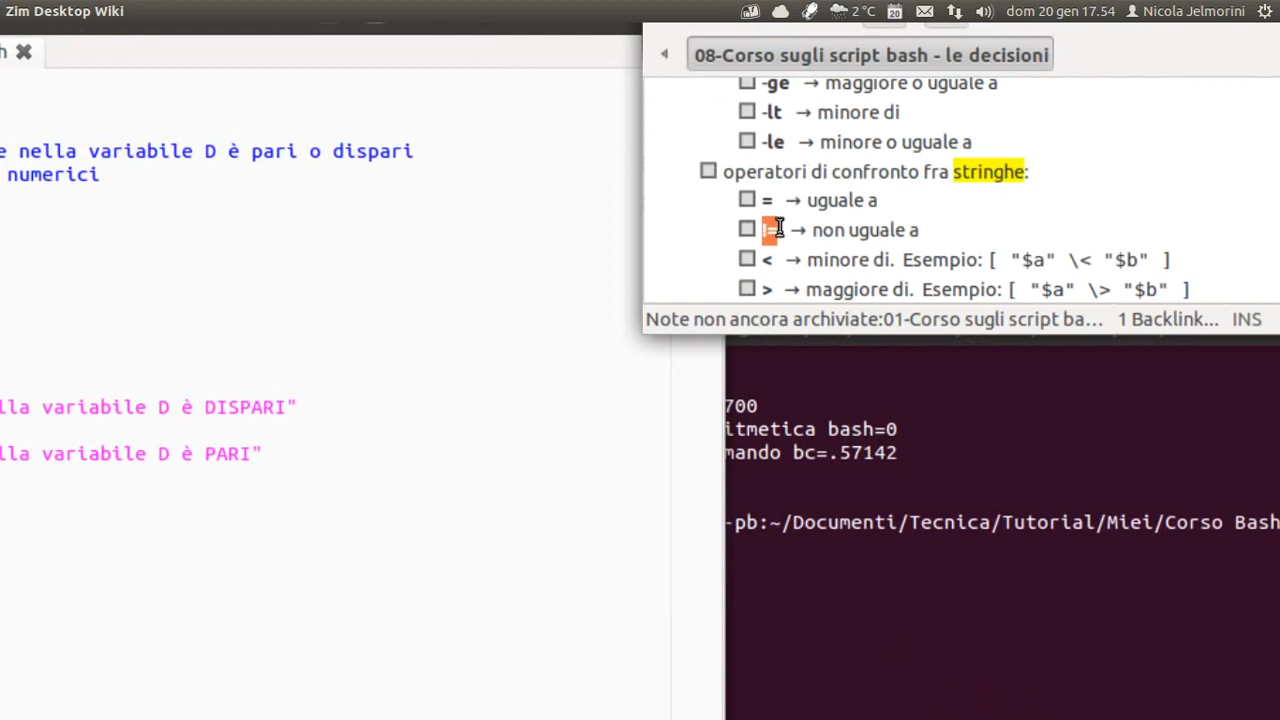 Zim Desktop Wiki
2 °C
20
dom 20 gen 17.54
Nicola Jelmorini
h
e nella variabile D è pari o dispari
numerici
lla variabile D è DISPARI"
lla variabile D è PARI"
08-Corso sugli script bash - le decisioni
-ge → maggiore o uguale a
-lt → minore di
-le → minore o uguale a
operatori di confronto fra stringhe:
= → uguale a
!= → non uguale a
< → minore di. Esempio: [ "$a" \< "$b" ]
> → maggiore di. Esempio: [ "$a" \> "$b" ]
Note non ancora archiviate:01-Corso sugli script ba... 1 Backlink... INS
700
itmetica bash=0
mando bc=.57142
-pb:~/Documenti/Tecnica/Tutorial/Miei/Corso Bash